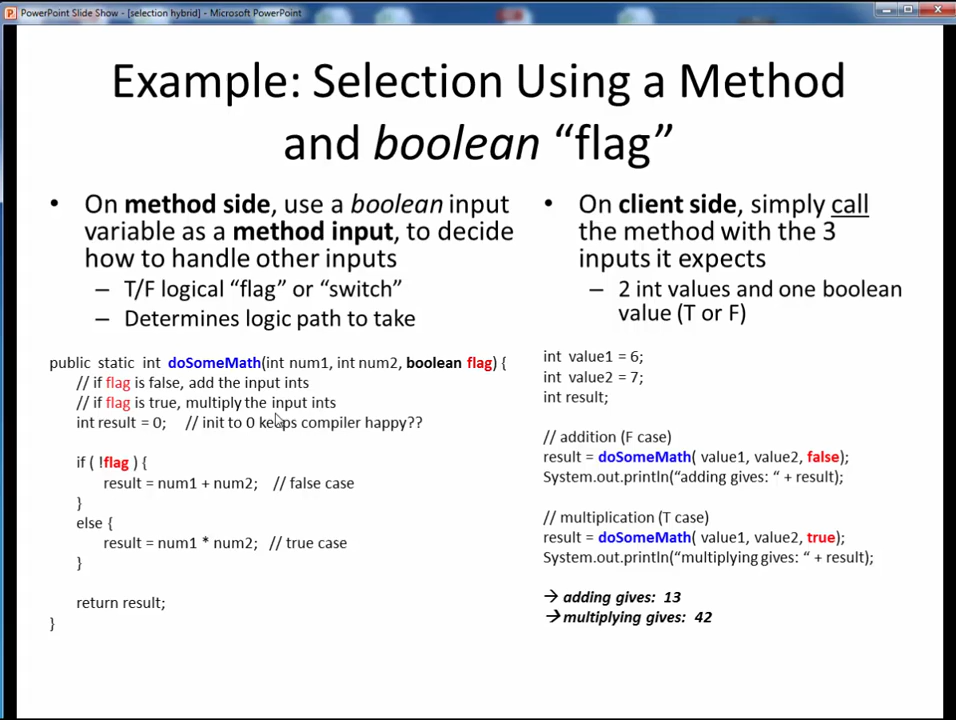 PowerPoint Slide Show - [selection hybrid] - Microsoft PowerPoint
Example: Selection Using a Method
and boolean “flag”
• On method side, use a boolean input
variable as a method input, to decide
how to handle other inputs
– T/F logical “flag” or “switch”
– Determines logic path to take
public static int doSomeMath(int num1, int num2, boolean flag) {
// if flag is false, add the input ints
// if flag is true, multiply the input ints
int result = 0; // init to 0 keeps compiler happy??
if ( !flag ) {
result = num1 + num2; // false case
}
else {
result = num1 * num2; // true case
}
return result;
}
• On client side, simply call
the method with the 3
inputs it expects
– 2 int values and one boolean
value (T or F)
int value1 = 6;
int value2 = 7;
int result;
// addition (F case)
result = doSomeMath( value1, value2, false);
System.out.println(“adding gives: “ + result);
// multiplication (T case)
result = doSomeMath( value1, value2, true);
System.out.println(“multiplying gives: “ + result);
→ adding gives: 13
→ multiplying gives: 42